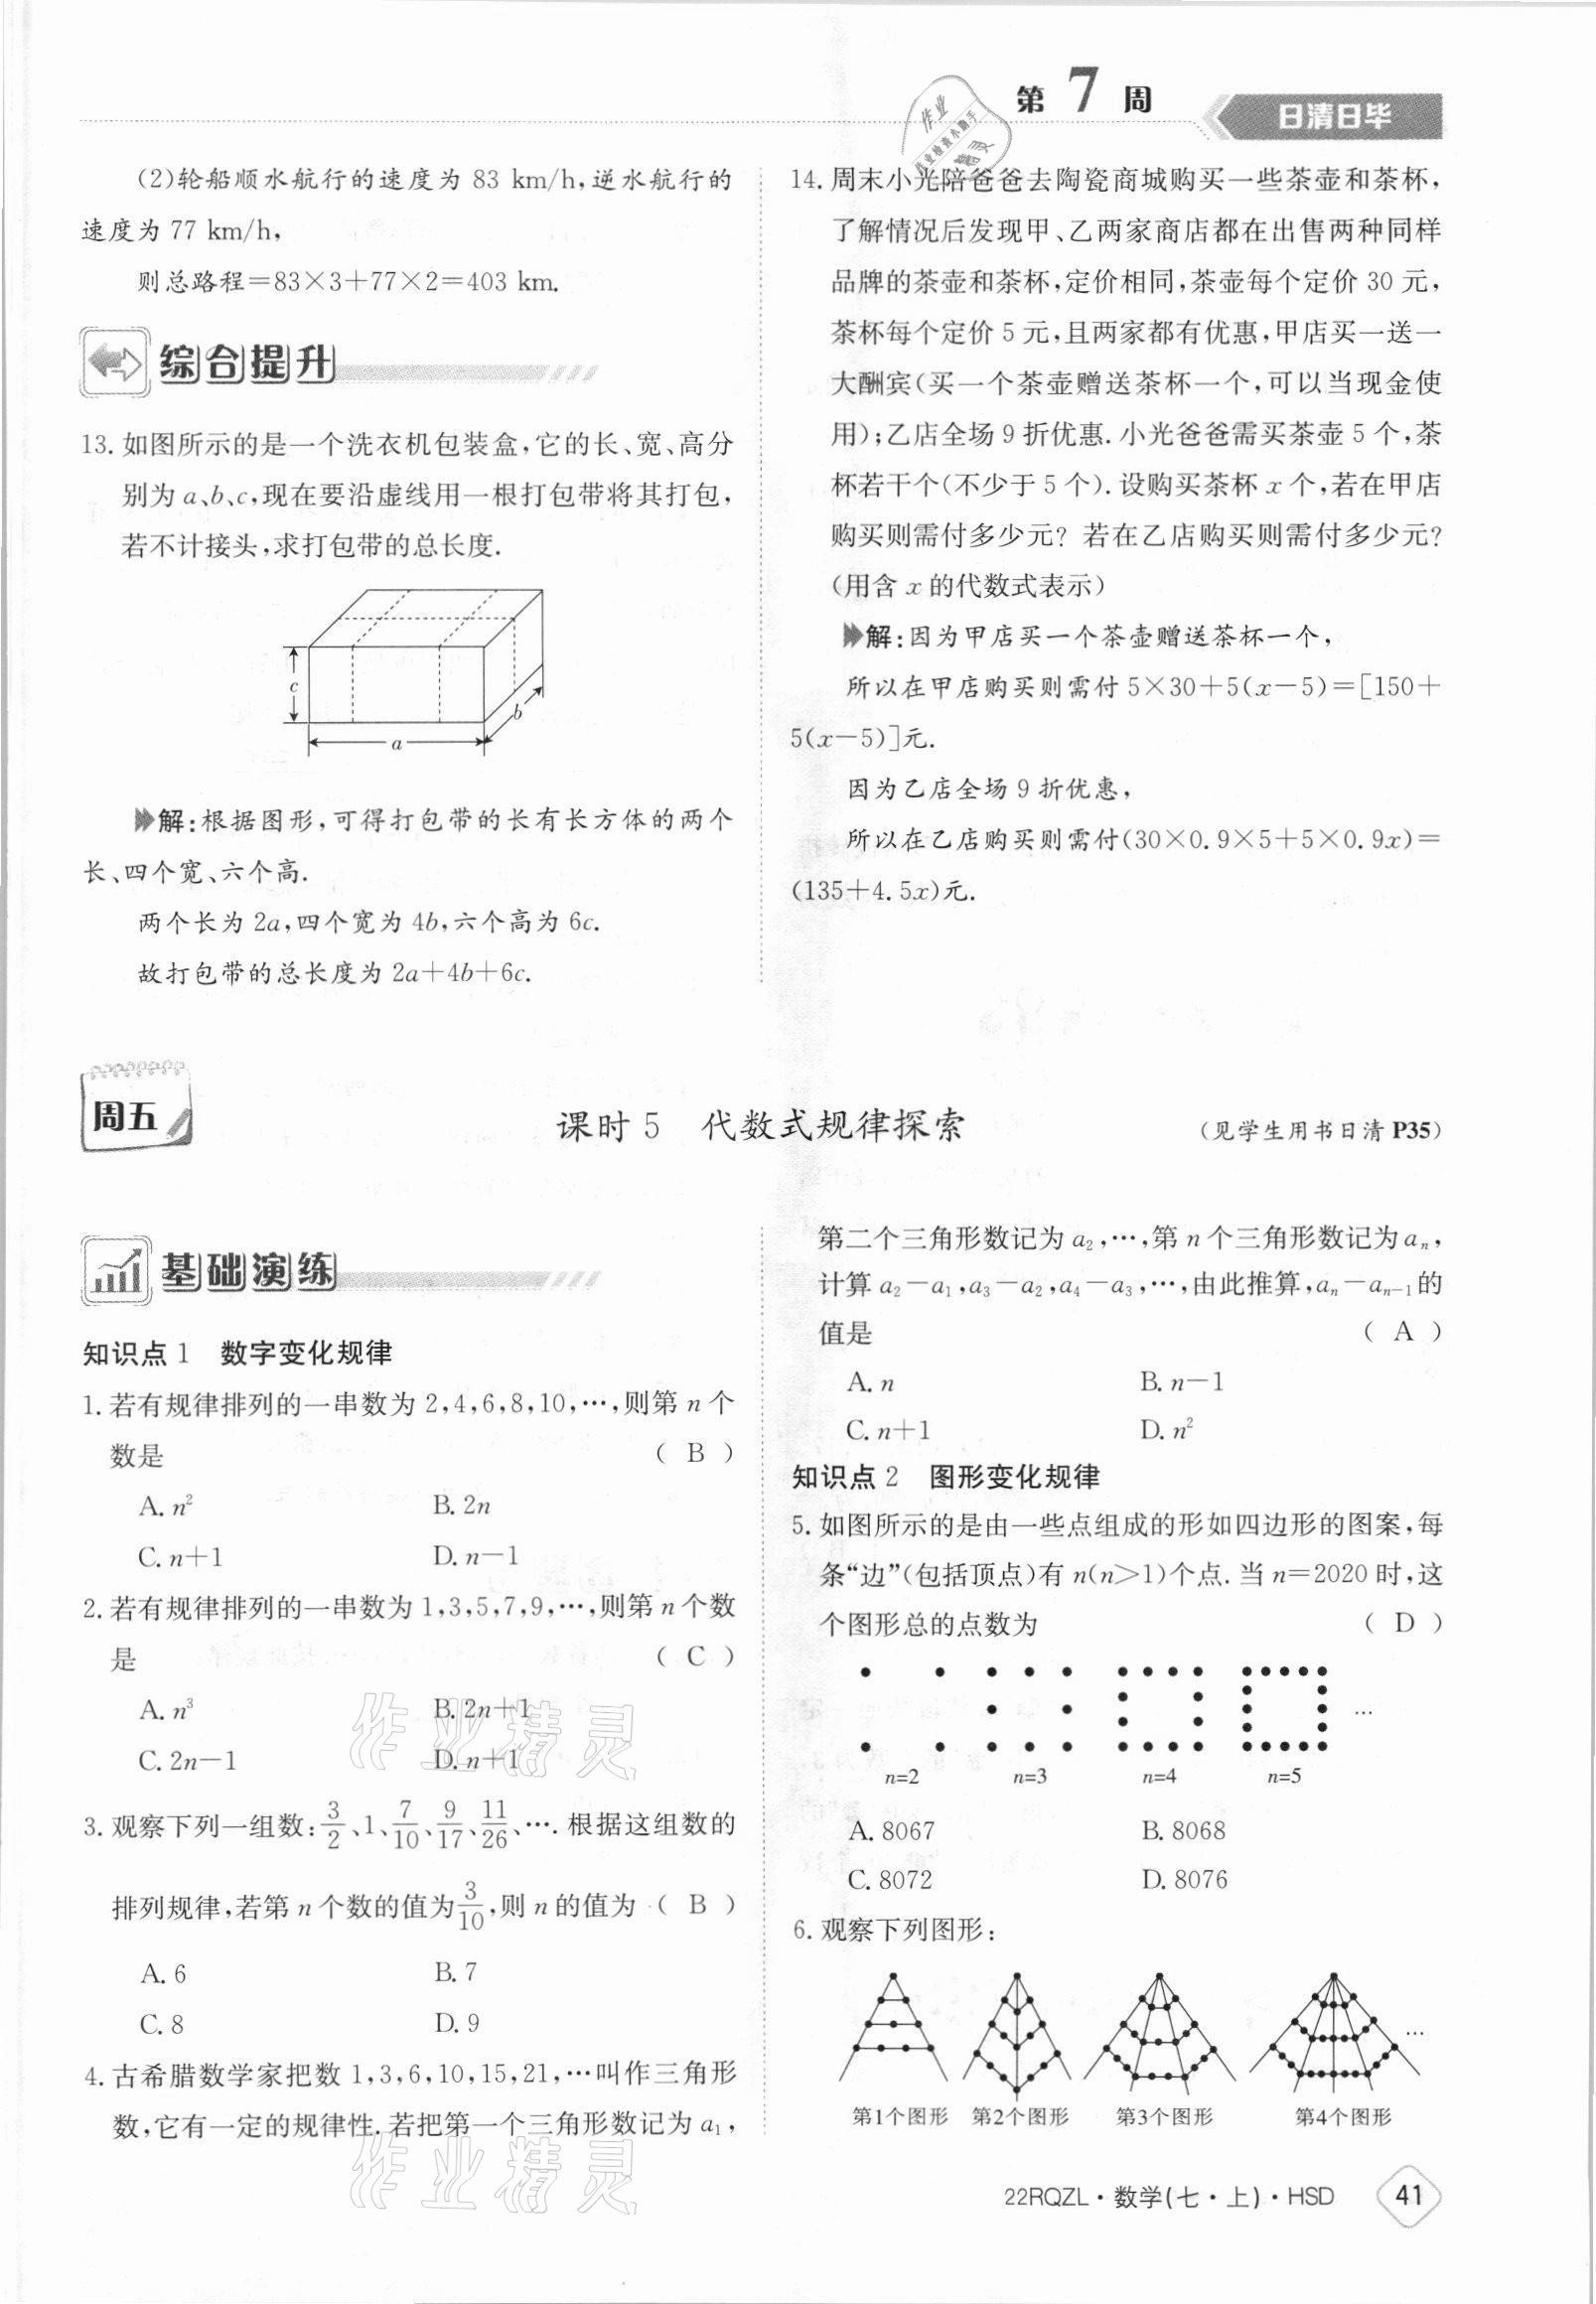 第 7 周
日清日毕
(2)轮船顺水航行的速度为 83 km/h,逆水航行的
速度为 77 km/h,
则总路程=83×3+77×2=403 km.
综合提升
13. 如图所示的是一个洗衣机包装盒,它的长、宽、高分
别为 a、b、c,现在要沿虚线用一根打包带将其打包,
若不计接头,求打包带的总长度.
c
b
a
解:根据图形,可得打包带的长有长方体的两个
长、四个宽、六个高.
两个长为 2a,四个宽为 4b,六个高为 6c.
故打包带的总长度为 2a+4b+6c.
14. 周末小光陪爸爸去陶瓷商城购买一些茶壶和茶杯,
了解情况后发现甲、乙两家商店都在出售两种同样
品牌的茶壶和茶杯,定价相同,茶壶每个定价 30 元,
茶杯每个定价 5 元,且两家都有优惠,甲店买一送一
大酬宾(买一个茶壶赠送茶杯一个,可以当现金使
用);乙店全场 9 折优惠. 小光爸爸需买茶壶 5 个,茶
杯若干个(不少于 5 个). 设购买茶杯 x 个,若在甲店
购买则需付多少元? 若在乙店购买则需付多少元?
(用含 x 的代数式表示)
解:因为甲店买一个茶壶赠送茶杯一个,
所以在甲店购买则需付 5×30+5(x-5)=[150+
5(x-5)]元.
因为乙店全场 9 折优惠,
所以在乙店购买则需付(30×0.9×5+5×0.9x)=
(135+4.5x)元.
周五
课时 5 代数式规律探索
(见学生用书日清 P35)
基础演练
知识点 1 数字变化规律
1. 若有规律排列的一串数为 2,4,6,8,10,…,则第 n 个
数是 ( B )
A. n² B. 2n
C. n+1 D. n-1
2. 若有规律排列的一串数为 1,3,5,7,9,…,则第 n 个数
是 ( C )
A. n³ B. 2n+1
C. 2n-1 D. n+1
3. 观察下列一组数:3/2、1、7/10、9/17、11/26、…. 根据这组数的
排列规律,若第 n 个数的值为3/10,则 n 的值为 ( B )
A. 6 B. 7
C. 8 D. 9
4. 古希腊数学家把数 1,3,6,10,15,21,…叫作三角形
数,它有一定的规律性. 若把第一个三角形数记为 a₁,
第二个三角形数记为 a₂,…,第 n 个三角形数记为 aₙ,
计算 a₂-a₁,a₃-a₂,a₄-a₃,…,由此推算,aₙ-aₙ₋₁的
值是 ( A )
A. n B. n-1
C. n+1 D. n²
知识点 2 图形变化规律
5. 如图所示的是由一些点组成的形如四边形的图案,每
条“边”(包括顶点)有 n(n>1)个点. 当 n=2020 时,这
个图形总的点数为 ( D )
…
n=2 n=3 n=4 n=5
A. 8067 B. 8068
C. 8072 D. 8076
6. 观察下列图形:
…
第1个图形 第2个图形 第3个图形 第4个图形
22RQZL·数学(七·上)·HSD 41
作业精灵
作业精灵